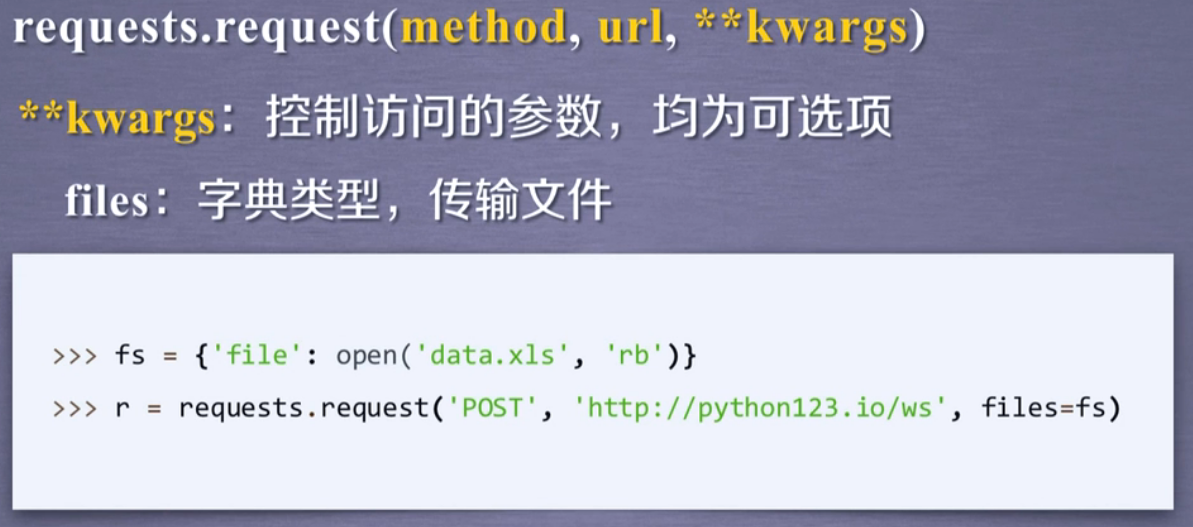 requests.request(method, url, **kwargs)
**kwargs：控制访问的参数，均为可选项
files：字典类型，传输文件
>>> fs = {'file': open('data.xls', 'rb')}
>>> r = requests.request('POST', 'http://python123.io/ws', files=fs)